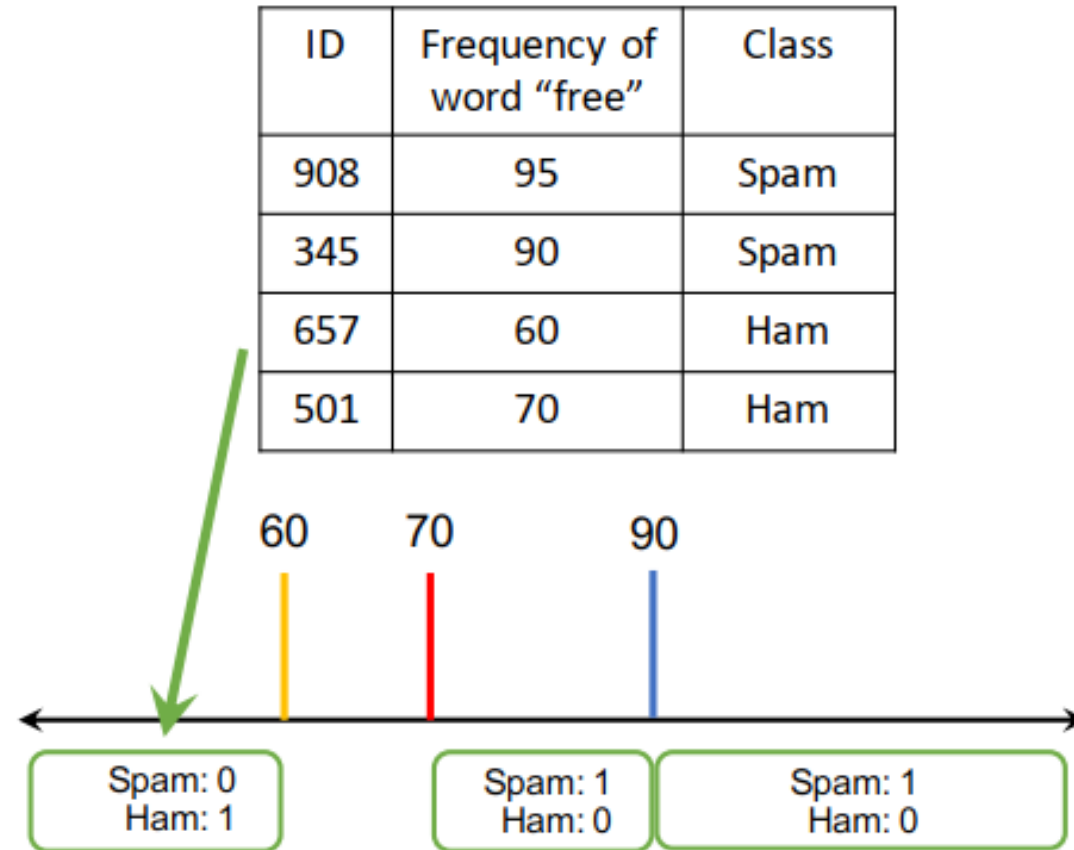 ID Frequency of word “free” Class
908 95 Spam
345 90 Spam
657 60 Ham
501 70 Ham
60 70 90
Spam: 0 Spam: 1 Spam: 1
Ham: 1 Ham: 0 Ham: 0